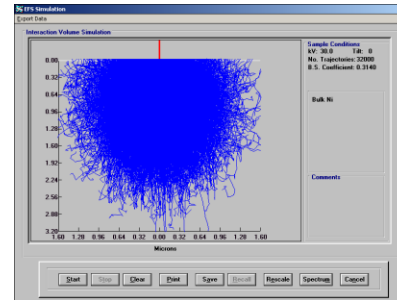 EFS Simulation
Export Data
Interaction Volume Simulation
Sample Conditions
kV: 30.0 Tilt: 0
No. Trajectories: 32000
B.S. Coefficient: 0.3140
Bulk Ni
Comments
0.00
0.32
0.64
0.96
1.28
1.60
1.92
2.24
2.56
2.88
3.20
1.60 1.28 0.96 0.64 0.32 0.00 0.32 0.64 0.96 1.28 1.60
Microns
Start Stop Clear Print Save Recall Rescale Spectrum Cancel